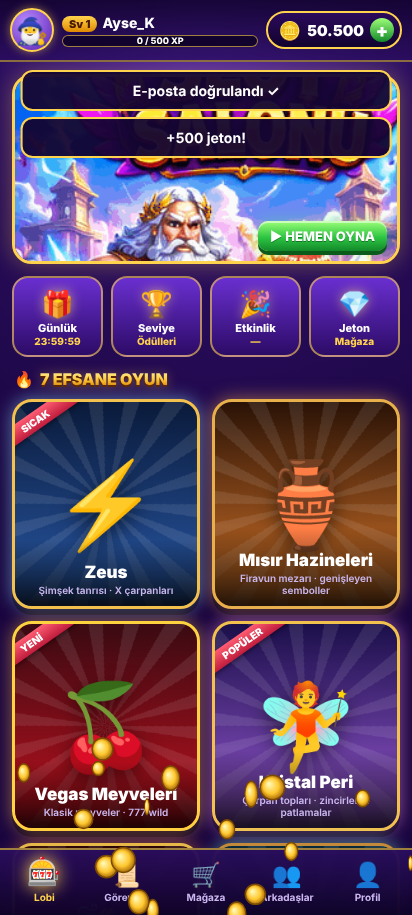 Sv 1 Ayse_K
0 / 500 XP
50.500 +
E-posta doğrulandı ✓
+500 jeton!
SALONU
▶ HEMEN OYNA
Günlük
23:59:59
Seviye
Ödülleri
Etkinlik
—
Jeton
Mağaza
7 EFSANE OYUN
SICAK
Zeus
Şimşek tanrısı · X çarpanları
Mısır Hazineleri
Firavun mezarı · genişleyen
semboller
YENİ
Vegas Meyveleri
Klasik · 777 wild
POPÜLER
Peri
topları ·
patlamalar
Lobi
Mağaza
Profil